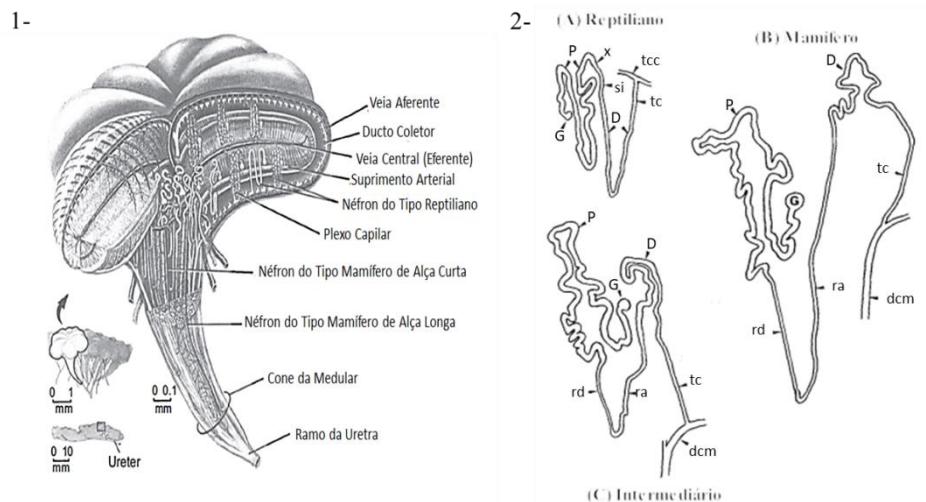 1-
Veia Aferente
Ducto Coletor
Veia Central (Eferente)
Suprimento Arterial
Néfron do Tipo Reptiliano
Plexo Capilar
Néfron do Tipo Mamífero de Alça Curta
Néfron do Tipo Mamífero de Alça Longa
Cone da Medular
Ramo da Uretra
0 1
mm
0 0.1
mm
0 10
mm
Ureter
2-
(A) Reptiliano
P
x
tcc
si
tc
G
D
(B) Mamífero
D
P
tc
G
ra
rd
dcm
P
D
G
rd
ra
tc
dcm
(C) Intermediário